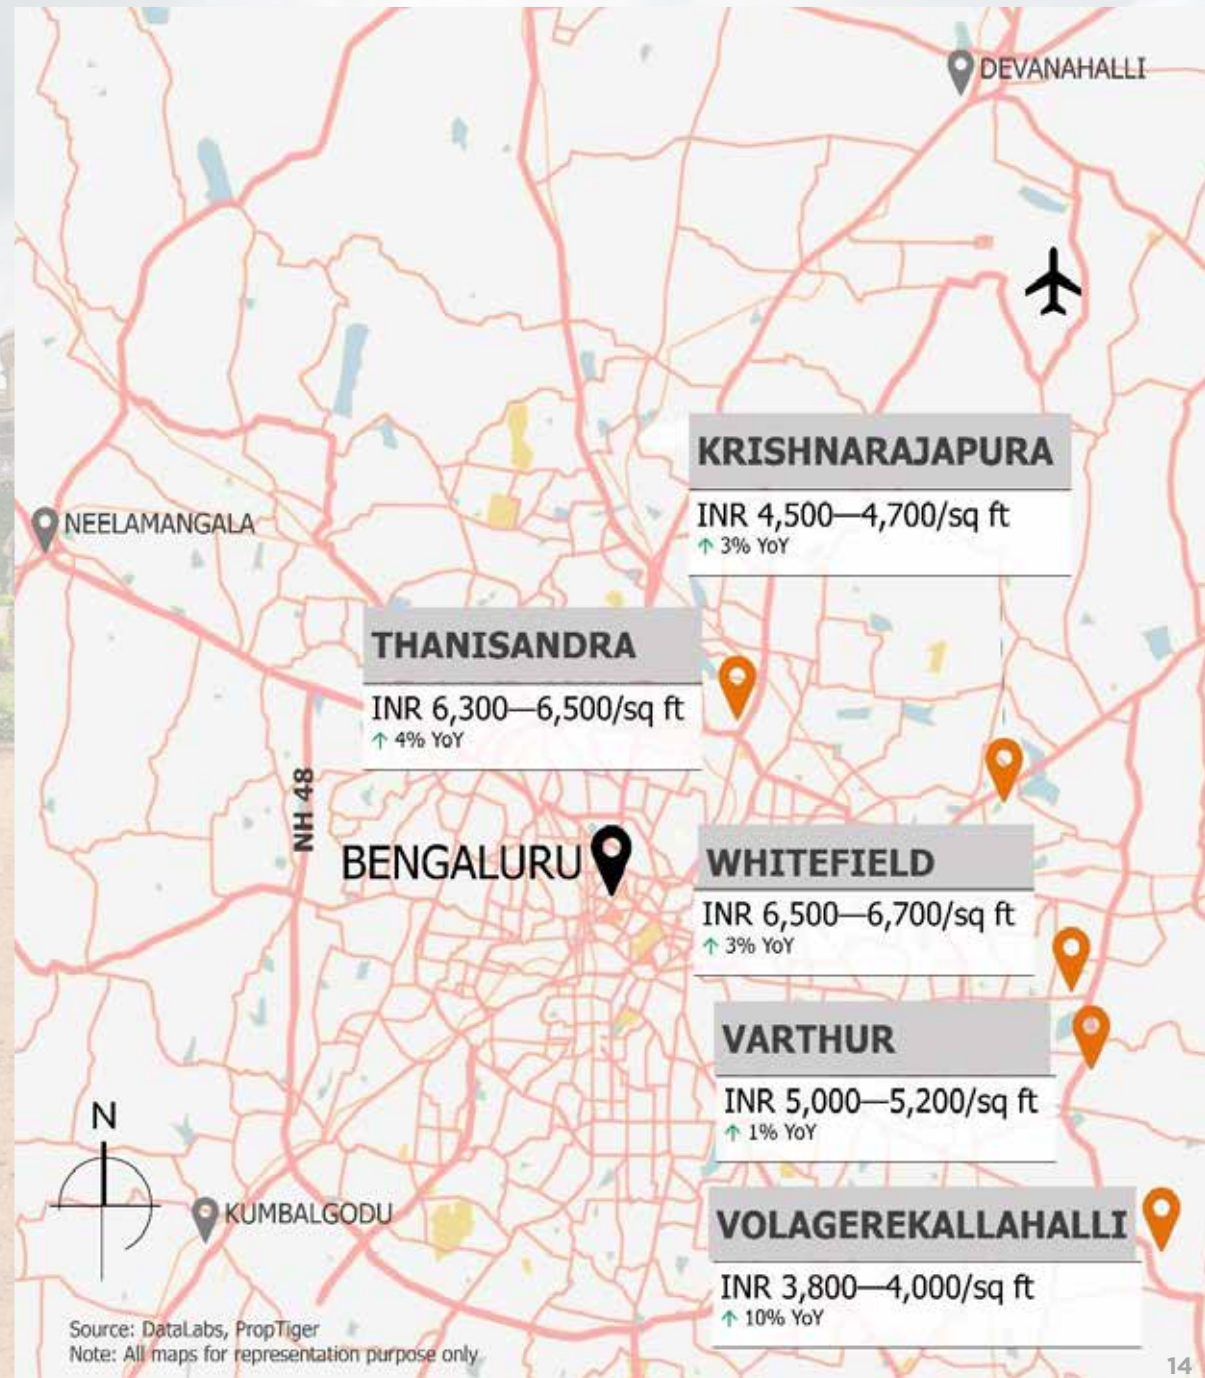 DEVANAHALLI
KRISHNARAJAPURA
INR 4,500—4,700/sq ft
↑ 3% YoY
NEELAMANGALA
THANISANDRA
INR 6,300—6,500/sq ft
↑ 4% YoY
NH 48
BENGALURU
WHITEFIELD
INR 6,500—6,700/sq ft
↑ 3% YoY
VARTHUR
INR 5,000—5,200/sq ft
↑ 1% YoY
N
KUMBALGODU
VOLAGEREKALLAHALLI
INR 3,800—4,000/sq ft
↑ 10% YoY
Source: DataLabs, PropTiger
Note: All maps for representation purpose only
14